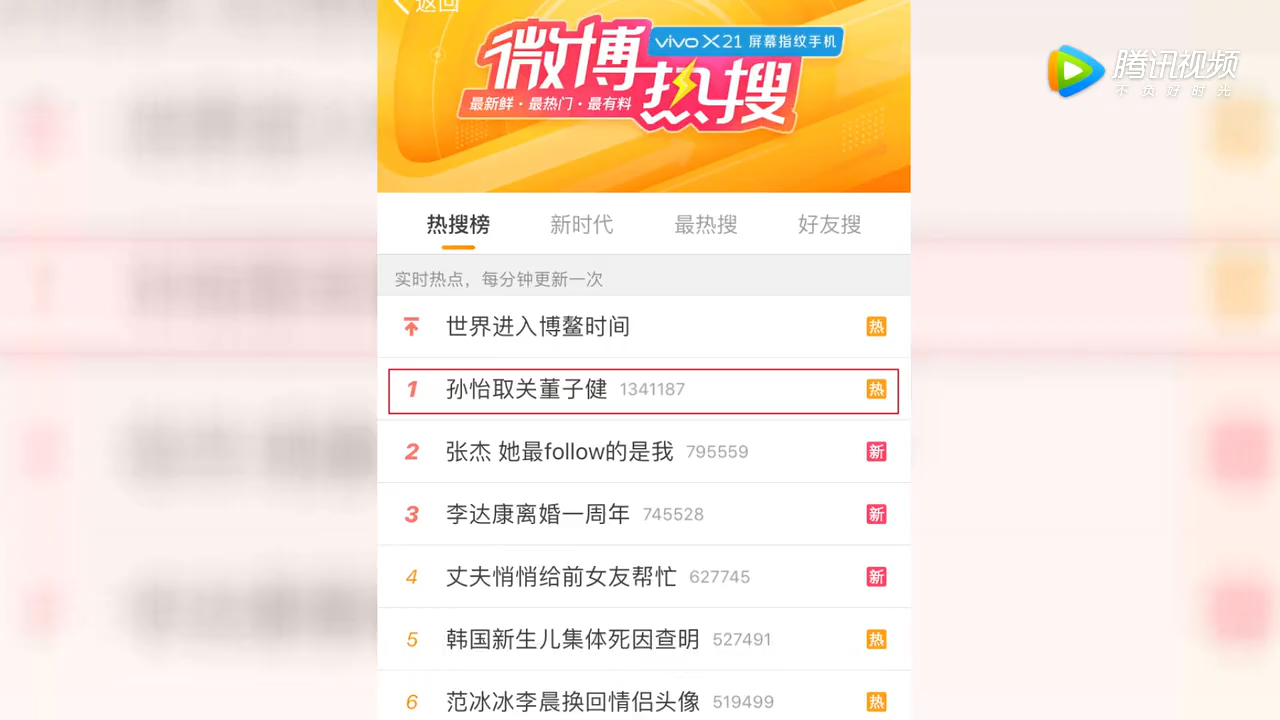 返回
微博热搜
vivo X21 屏幕指纹手机
最新鲜·最热门·最有料
腾讯视频
不负好时光
热搜榜 新时代 最热搜 好友搜
实时热点，每分钟更新一次
世界进入博鳌时间 热
1 孙怡取关董子健 1341187 热
2 张杰 她最follow的是我 795559 新
3 李达康离婚一周年 745528 新
4 丈夫悄悄给前女友帮忙 627745 新
5 韩国新生儿集体死因查明 527491 热
6 范冰冰李晨换回情侣头像 519499 热